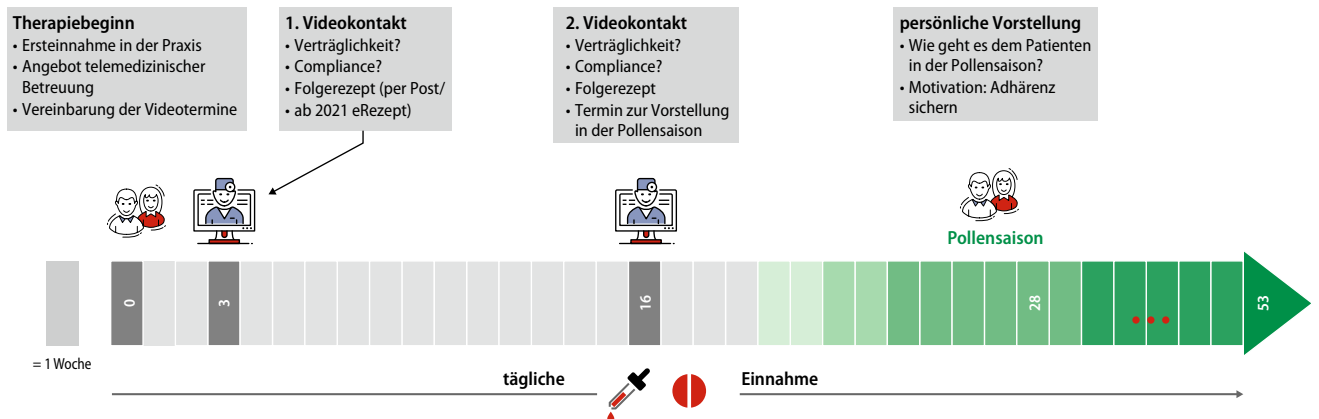 Therapiebeginn
• Ersteinnahme in der Praxis
• Angebot telemedizinischer
Betreuung
• Vereinbarung der Videotermine
1. Videokontakt
• Verträglichkeit?
• Compliance?
• Folgerezept (per Post/
• ab 2021 eRezept)
2. Videokontakt
• Verträglichkeit?
• Compliance?
• Folgerezept
• Termin zur Vorstellung
in der Pollensaison
persönliche Vorstellung
• Wie geht es dem Patienten
in der Pollensaison?
• Motivation: Adhärenz
sichern
Pollensaison
0
3
16
28
...
53
= 1 Woche
tägliche
Einnahme